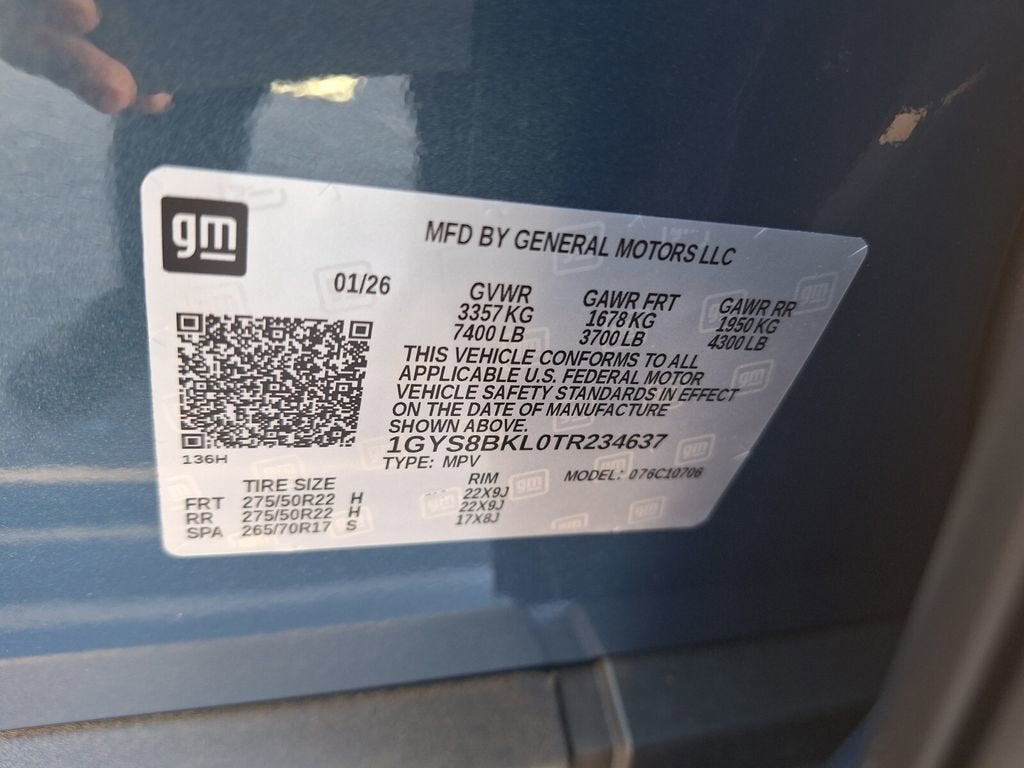 gm
MFD BY GENERAL MOTORS LLC
01/26
GVWR GAWR FRT GAWR RR
3357 KG 1678 KG 1950 KG
7400 LB 3700 LB 4300 LB
THIS VEHICLE CONFORMS TO ALL
APPLICABLE U.S. FEDERAL MOTOR
VEHICLE SAFETY STANDARDS IN EFFECT
ON THE DATE OF MANUFACTURE
SHOWN ABOVE.
1GYS8BKL0TR234637
136H
TYPE: MPV MODEL: 076C10706
TIRE SIZE RIM
FRT 275/50R22 H 22X9J
RR 275/50R22 H 22X9J
SPA 265/70R17 S 17X8J